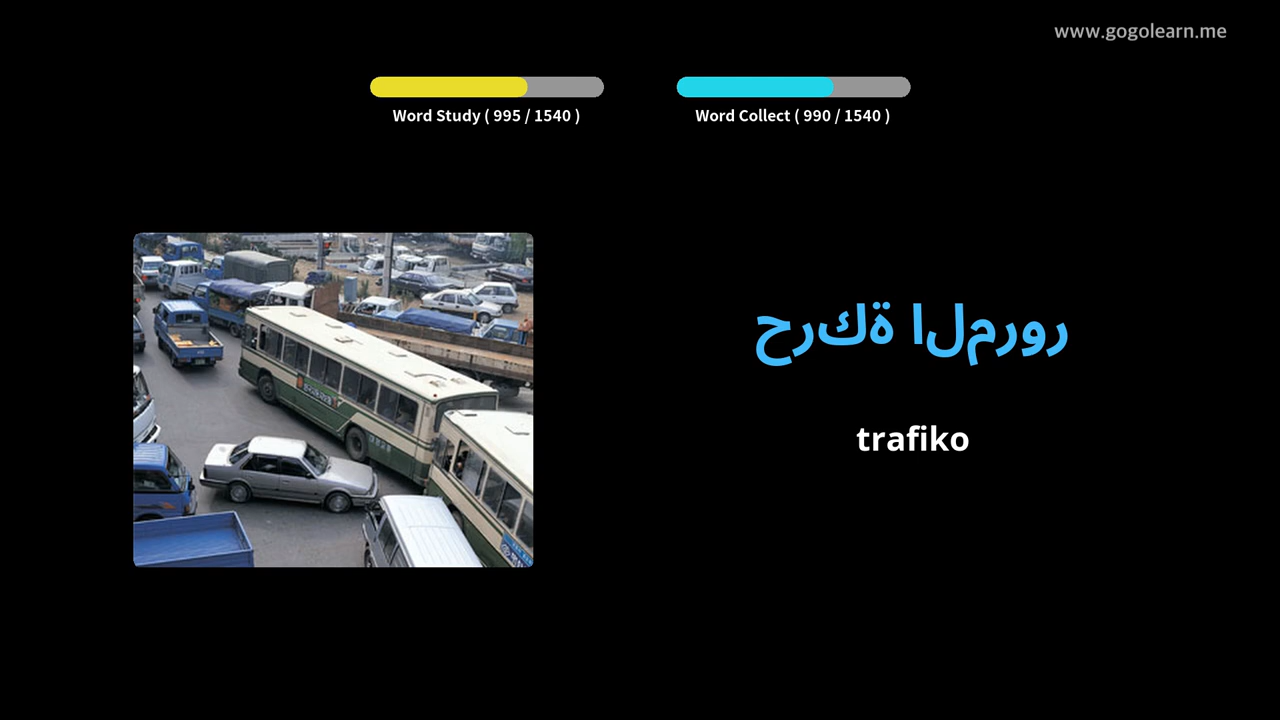 www.gogolearn.me
Word Study ( 995 / 1540 )
Word Collect ( 990 / 1540 )
حركة المرور
trafiko